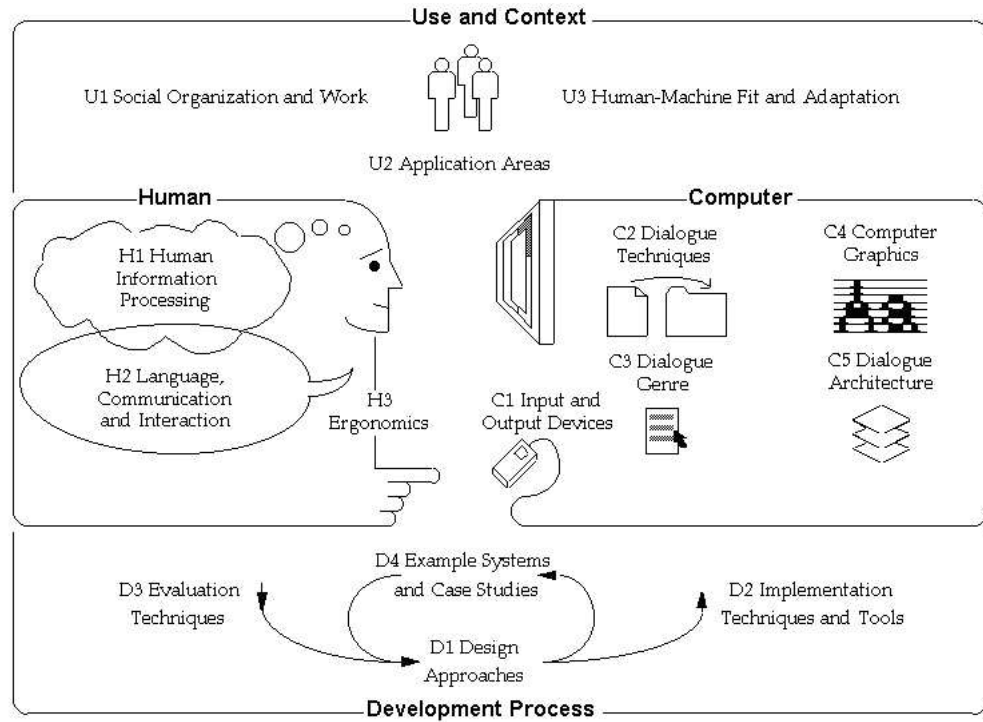 Use and Context
U1 Social Organization and Work
U3 Human-Machine Fit and Adaptation
U2 Application Areas
Human
H1 Human
Information
Processing
H2 Language,
Communication
and Interaction
H3
Ergonomics
Computer
C1 Input and
Output Devices
C2 Dialogue
Techniques
C3 Dialogue
Genre
C4 Computer
Graphics
C5 Dialogue
Architecture
D3 Evaluation
Techniques
D4 Example Systems
and Case Studies
D1 Design
Approaches
D2 Implementation
Techniques and Tools
Development Process